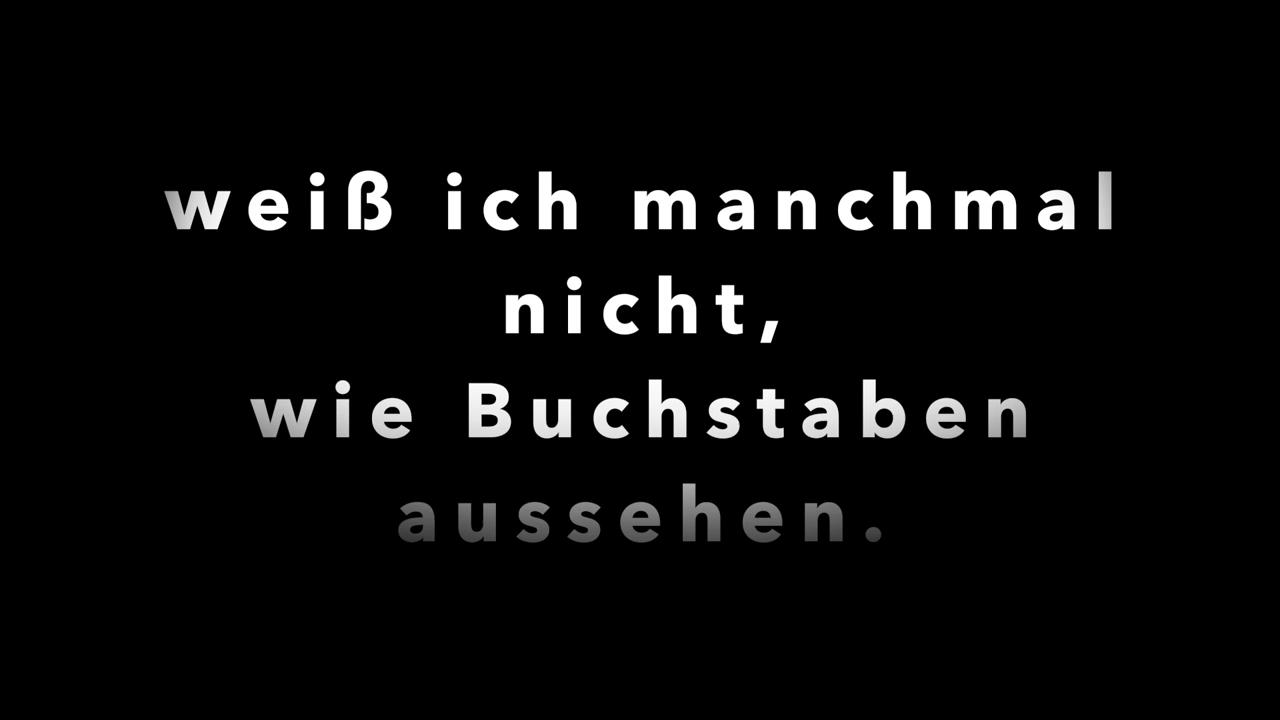 weiß ich manchmal
nicht,
wie Buchstaben
aussehen.